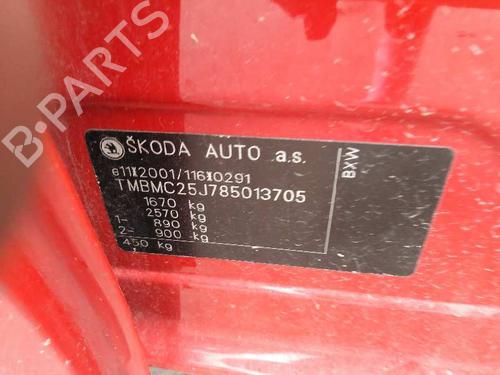 B-PARTS
ŠKODA AUTO a.s.
e11*2001/116*0291
TMBMC25J785013705
1670 kg
2570 kg
1- 890 kg
2- 900 kg
450 kg
BXW